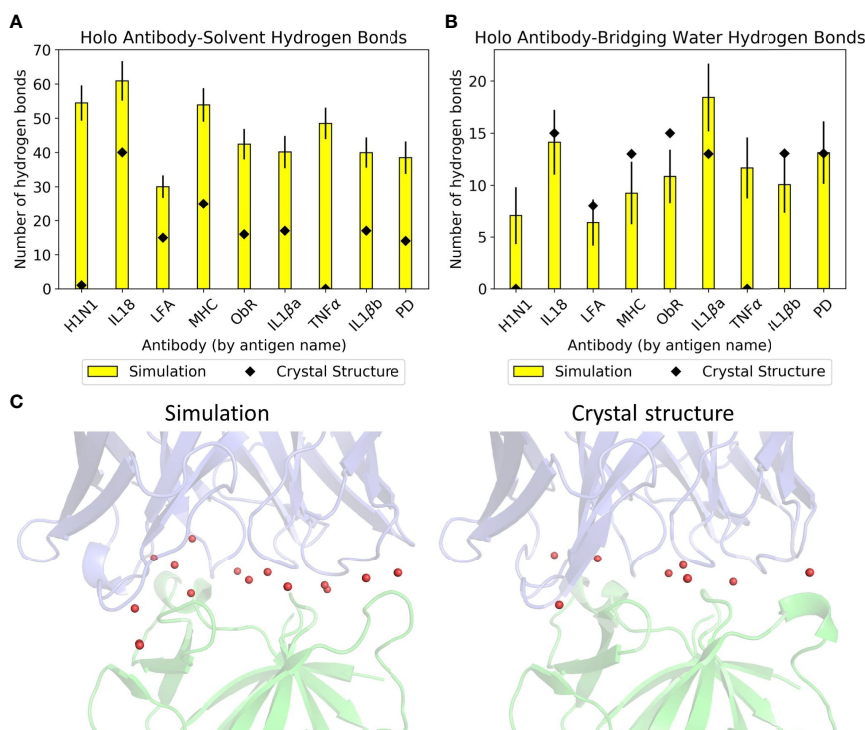 A
Holo Antibody-Solvent Hydrogen Bonds
Number of hydrogen bonds
70
60
50
40
30
20
10
0
H1N1
IL18
LFA
MHC
ObR
IL1βa
TNFα
IL1βb
PD
Antibody (by antigen name)
Simulation
Crystal Structure
B
Holo Antibody-Bridging Water Hydrogen Bonds
Number of hydrogen bonds
20
15
10
5
0
H1N1
IL18
LFA
MHC
ObR
IL1βa
TNFα
IL1βb
PD
Antibody (by antigen name)
Simulation
Crystal Structure
C
Simulation
Crystal structure